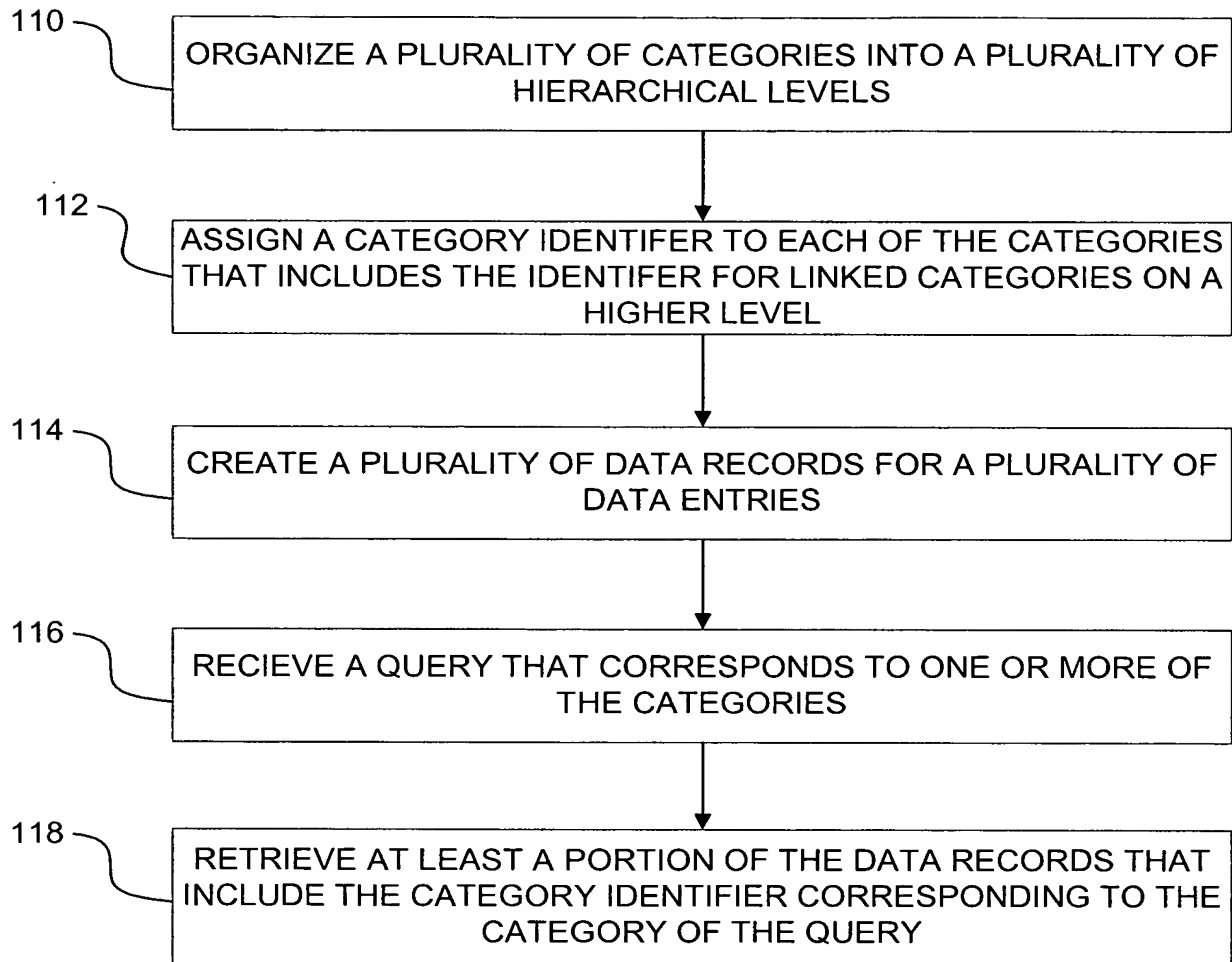 110
ORGANIZE A PLURALITY OF CATEGORIES INTO A PLURALITY OF
HIERARCHICAL LEVELS
112
ASSIGN A CATEGORY IDENTIFER TO EACH OF THE CATEGORIES
THAT INCLUDES THE IDENTIFER FOR LINKED CATEGORIES ON A
HIGHER LEVEL
114
CREATE A PLURALITY OF DATA RECORDS FOR A PLURALITY OF
DATA ENTRIES
116
RECIEVE A QUERY THAT CORRESPONDS TO ONE OR MORE OF
THE CATEGORIES
118
RETRIEVE AT LEAST A PORTION OF THE DATA RECORDS THAT
INCLUDE THE CATEGORY IDENTIFIER CORRESPONDING TO THE
CATEGORY OF THE QUERY